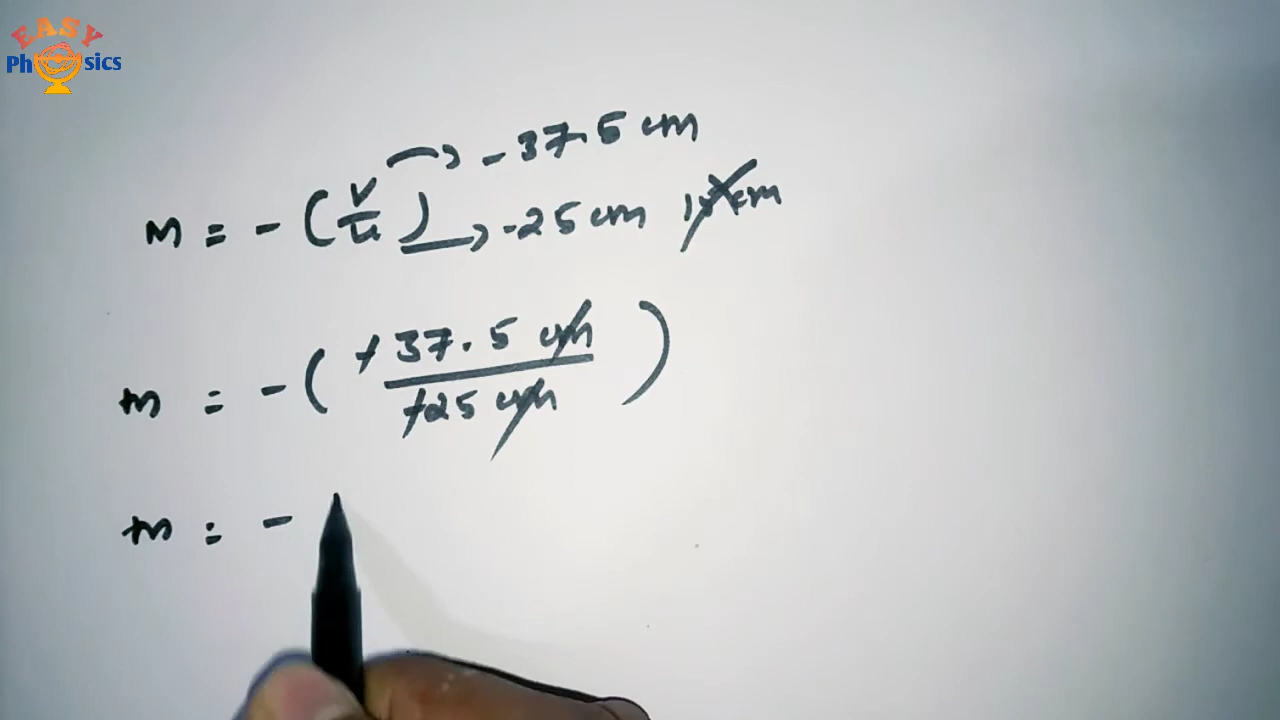 EASY
Physics
→ -37.5 cm
m = - (v/u) → -25 cm
m = - (+37.5 cm / +25 cm)
m = -